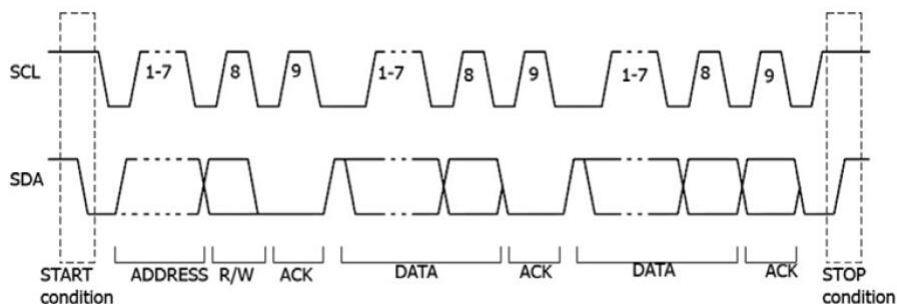 SCL 1-7 8 9 1-7 8 9 1-7 8 9
SDA
START ADDRESS R/W ACK DATA ACK DATA ACK STOP
condition condition